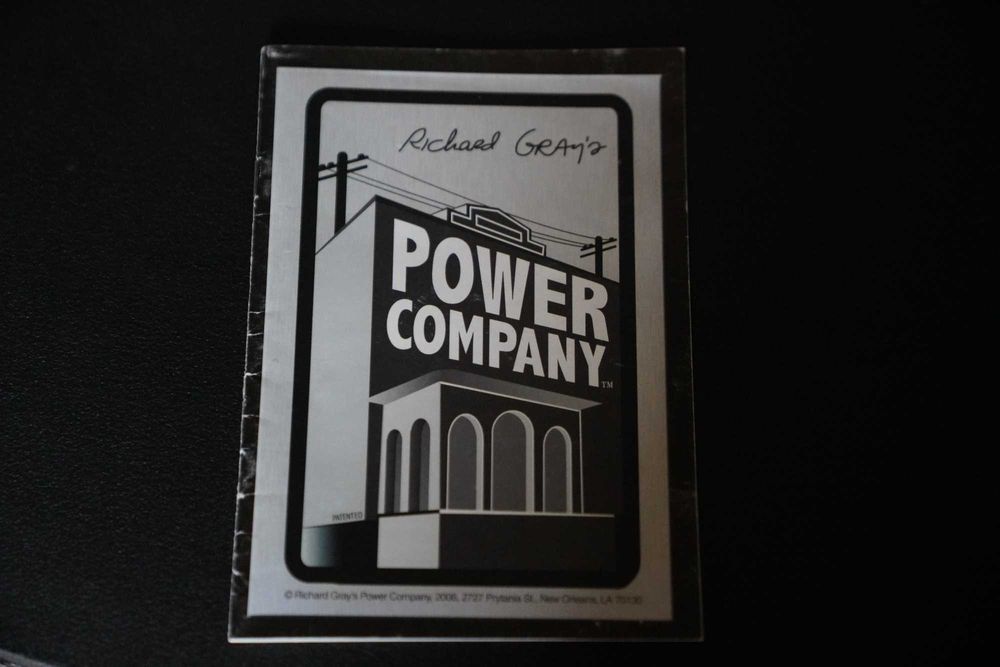 Richard GRAy's
POWER
COMPANY
TM
PATENTED
© Richard Gray's Power Company, 2006, 2727 Prytania St., New Orleans, LA 70130